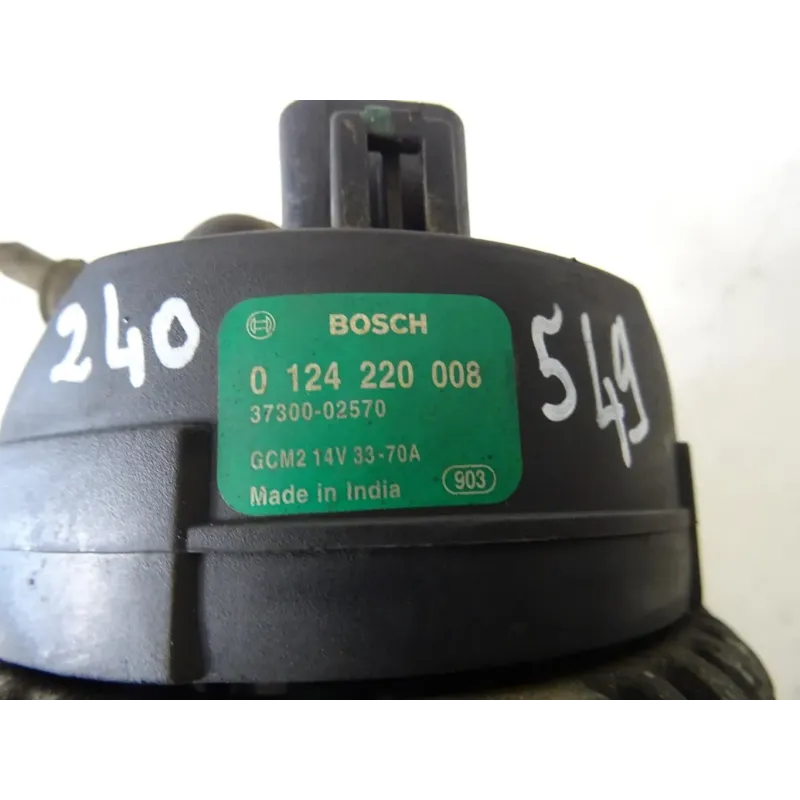 240
BOSCH
0 124 220 008
37300-02570
GCM2 14V 33-70A
Made in India
903
549